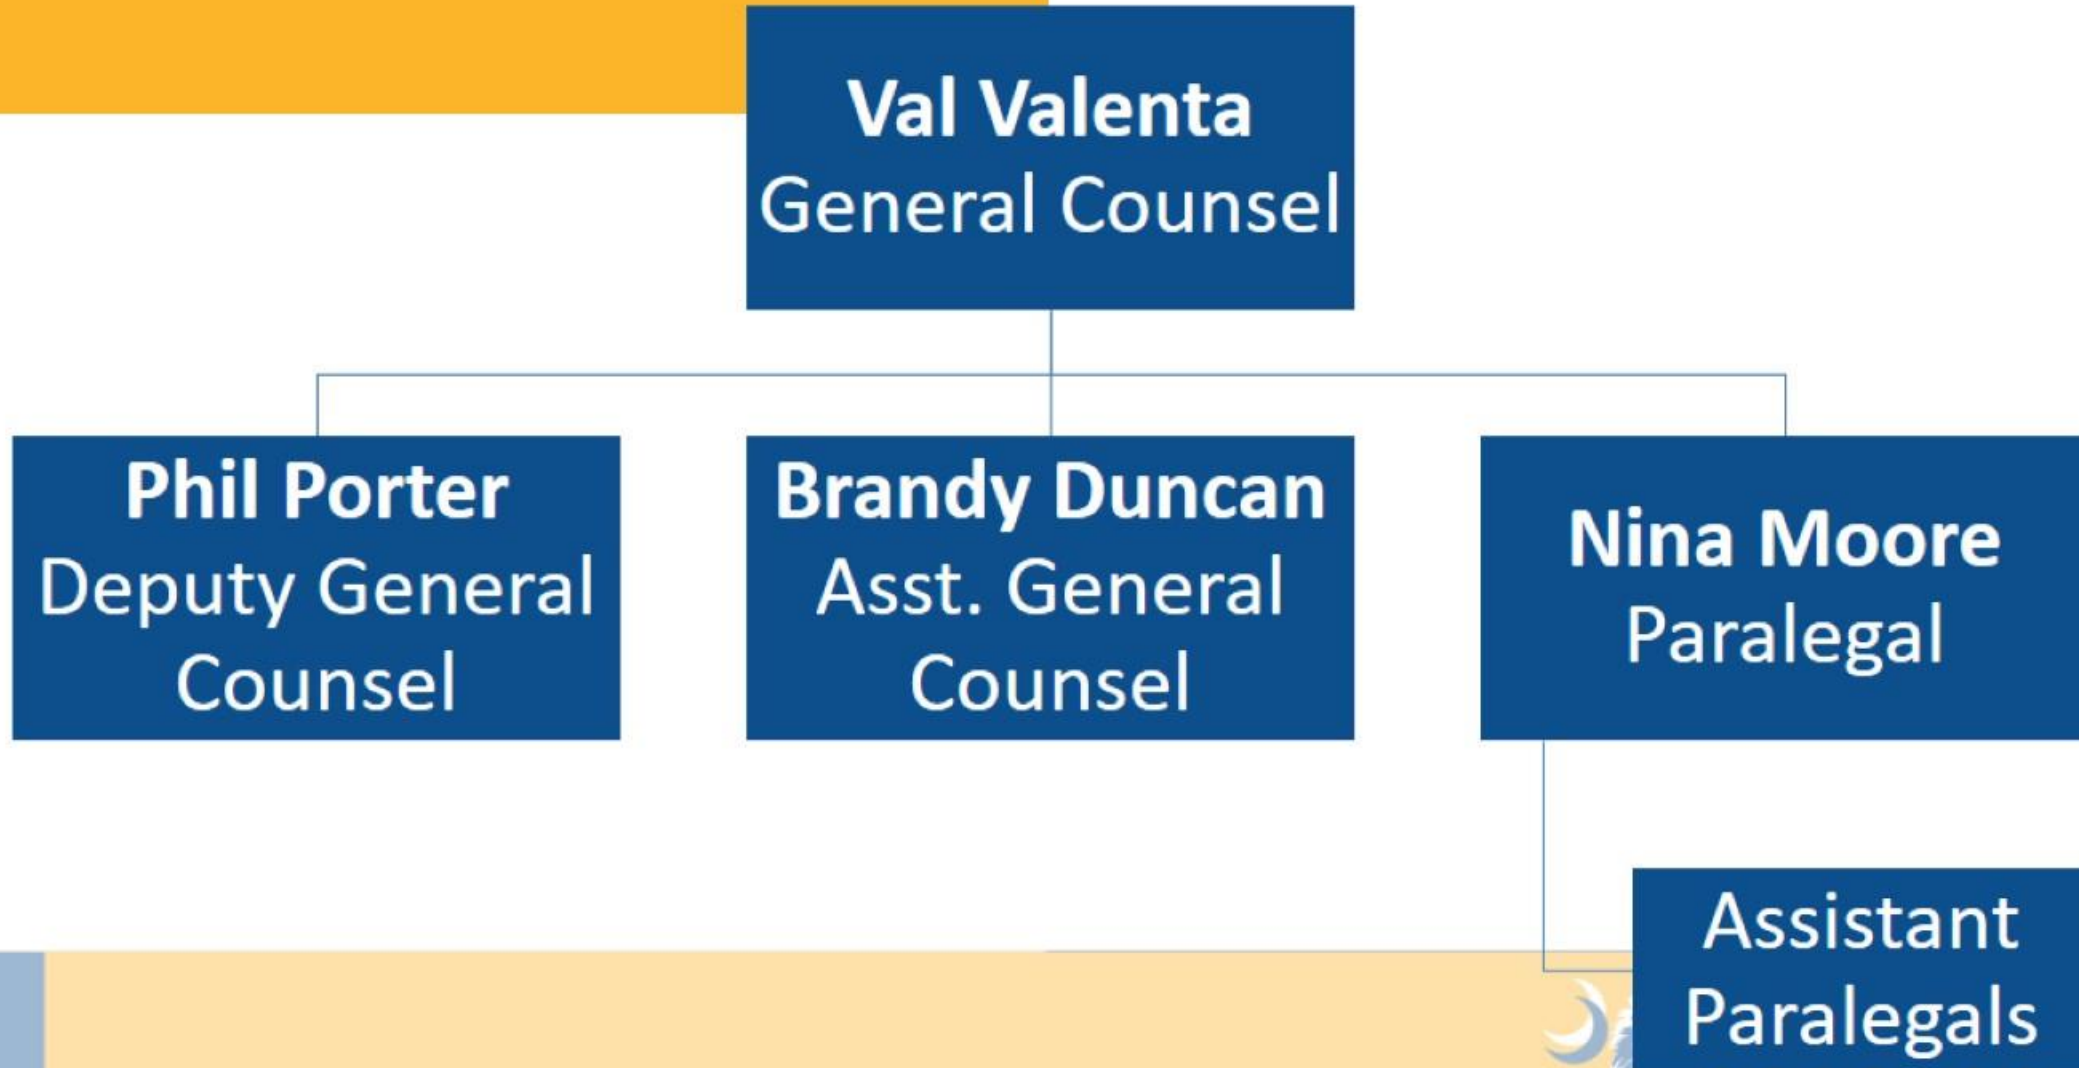 Val Valenta
General Counsel
Phil Porter
Deputy General
Counsel
Brandy Duncan
Asst. General
Counsel
Nina Moore
Paralegal
Assistant
Paralegals